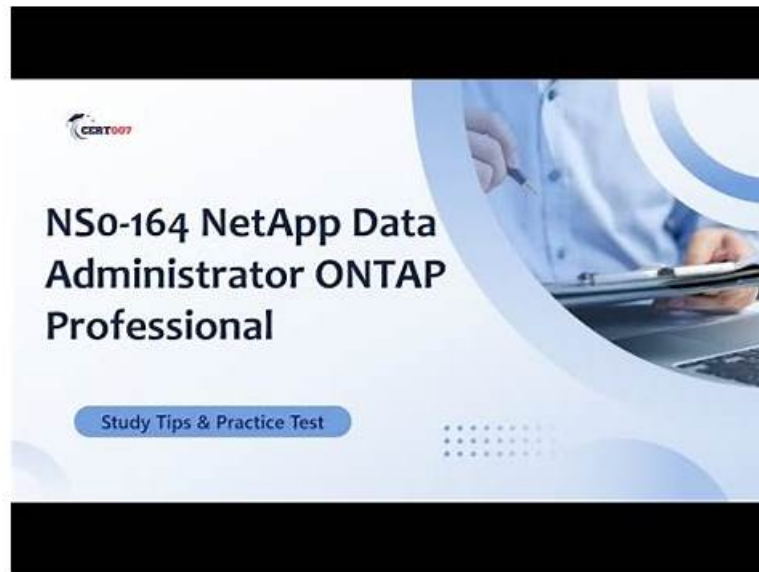 CERT007
NS0-164 NetApp Data
Administrator ONTAP
Professional
Study Tips & Practice Test